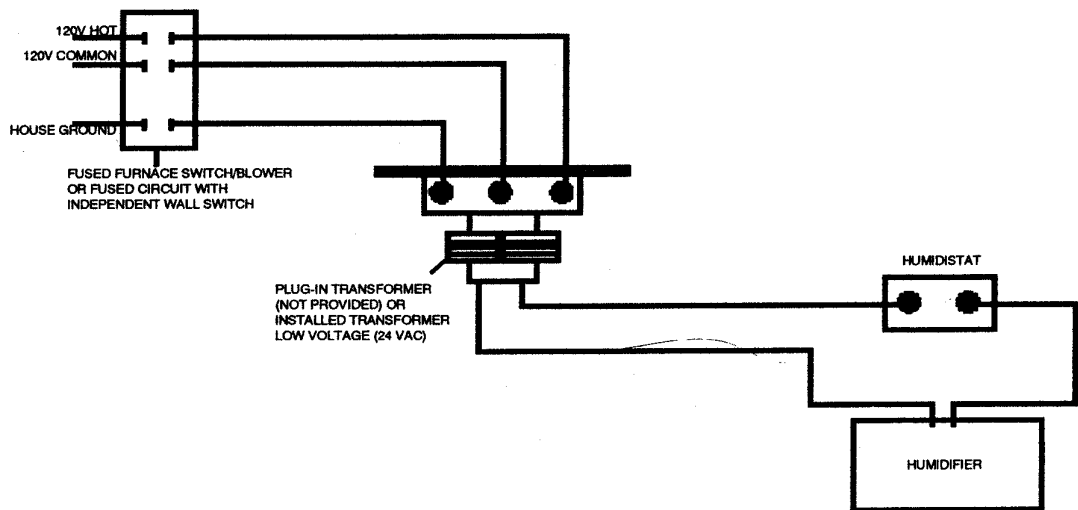 120V HOT
120V COMMON
HOUSE GROUND
FUSED FURNACE SWITCH/BLOWER
OR FUSED CIRCUIT WITH
INDEPENDENT WALL SWITCH
PLUG-IN TRANSFORMER
(NOT PROVIDED) OR
INSTALLED TRANSFORMER
LOW VOLTAGE (24 VAC)
HUMIDISTAT
HUMIDIFIER